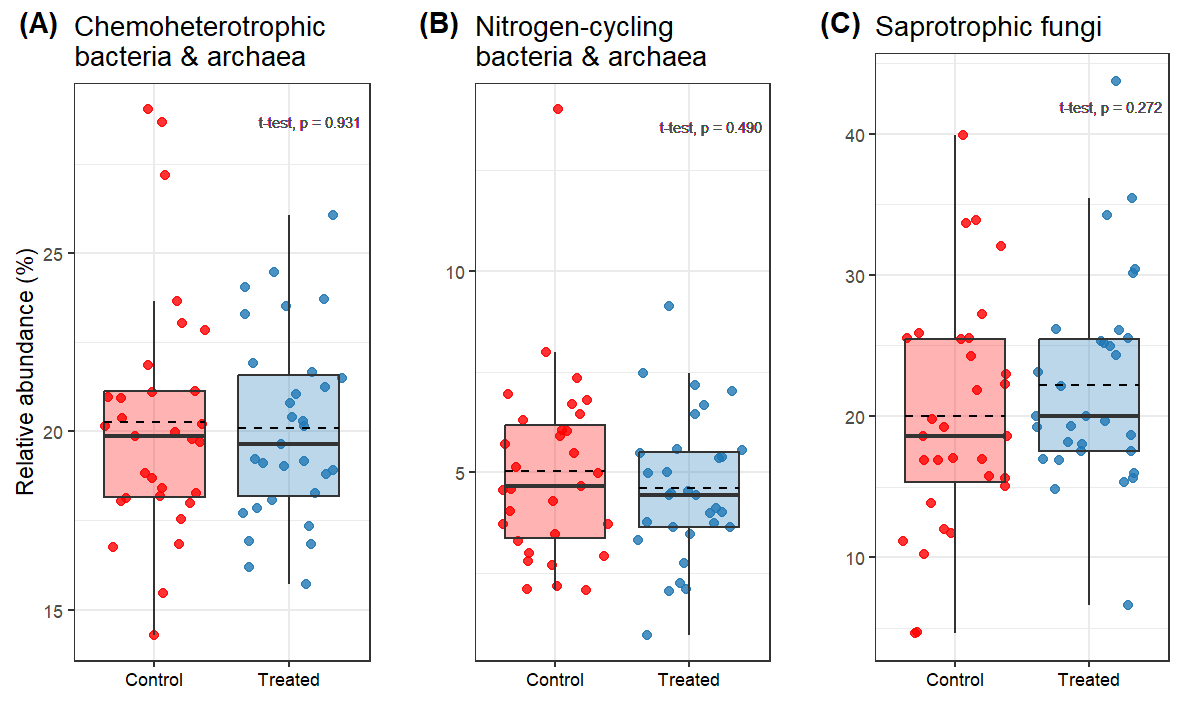 (A) Chemoheterotrophic
bacteria & archaea
(B) Nitrogen-cycling
bacteria & archaea
(C) Saprotrophic fungi
Relative abundance (%)
t-test, p = 0.931
25
20
15
Control
Treated
t-test, p = 0.490
10
5
Control
Treated
t-test, p = 0.272
40
30
20
10
Control
Treated